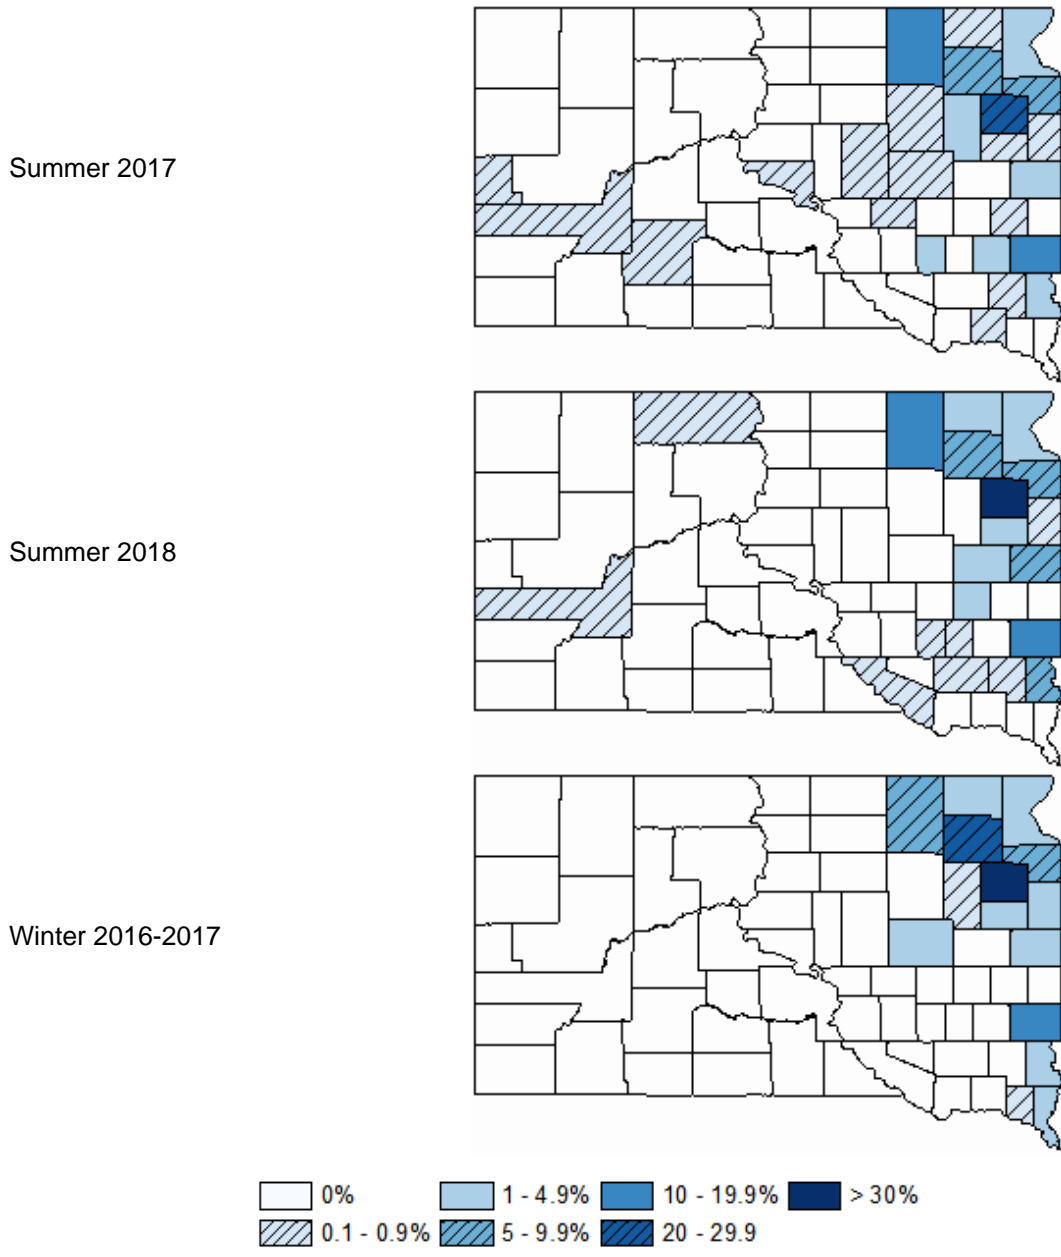 Summer 2017
Summer 2018
Winter 2016-2017
0% 1 - 4.9% 10 - 19.9% > 30%
0.1 - 0.9% 5 - 9.9% 20 - 29.9